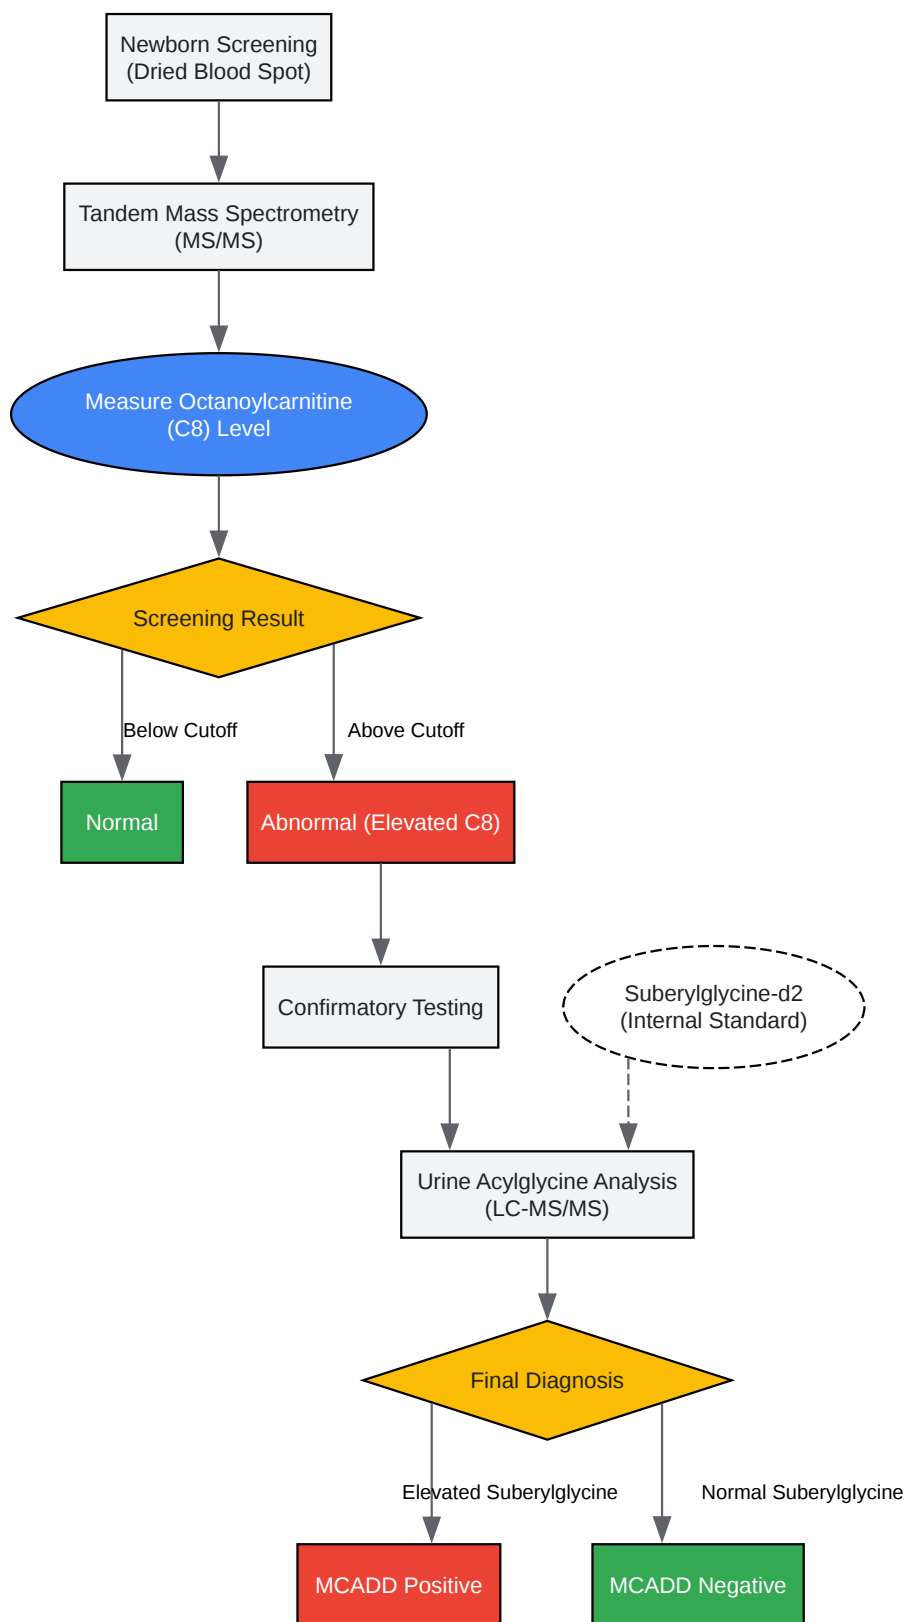 Newborn Screening
(Dried Blood Spot)
Tandem Mass Spectrometry
(MS/MS)
Measure Octanoylcarnitine
(C8) Level
Screening Result
Below Cutoff
Above Cutoff
Normal
Abnormal (Elevated C8)
Confirmatory Testing
Suberylglycine-d2
(Internal Standard)
Urine Acylglycine Analysis
(LC-MS/MS)
Final Diagnosis
Elevated Suberylglycine
Normal Suberylglycine
MCADD Positive
MCADD Negative